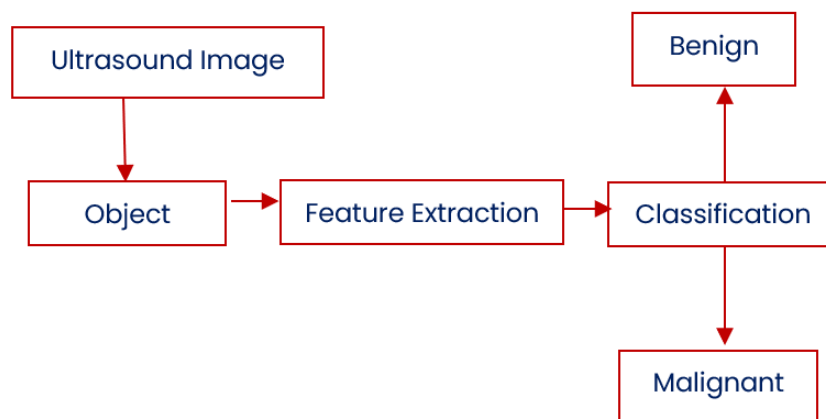 Ultrasound Image
Benign
Object
Feature Extraction
Classification
Malignant